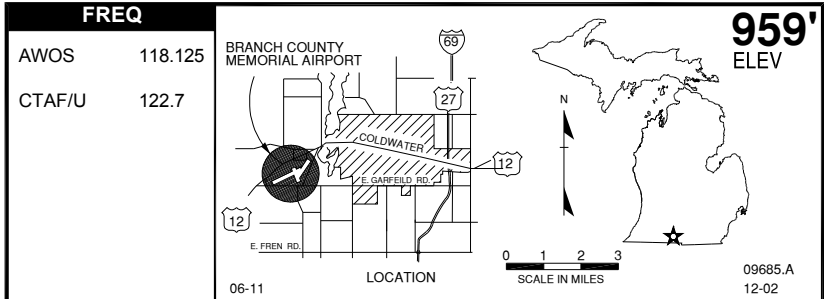 FREQ
AWOS 118.125
CTAF/U 122.7
BRANCH COUNTY
MEMORIAL AIRPORT
69
27
COLDWATER
12
E. GARFEILD RD.
12
E. FREN RD.
LOCATION
06-11
N
0 1 2 3
SCALE IN MILES
959'
ELEV
09685.A
12-02